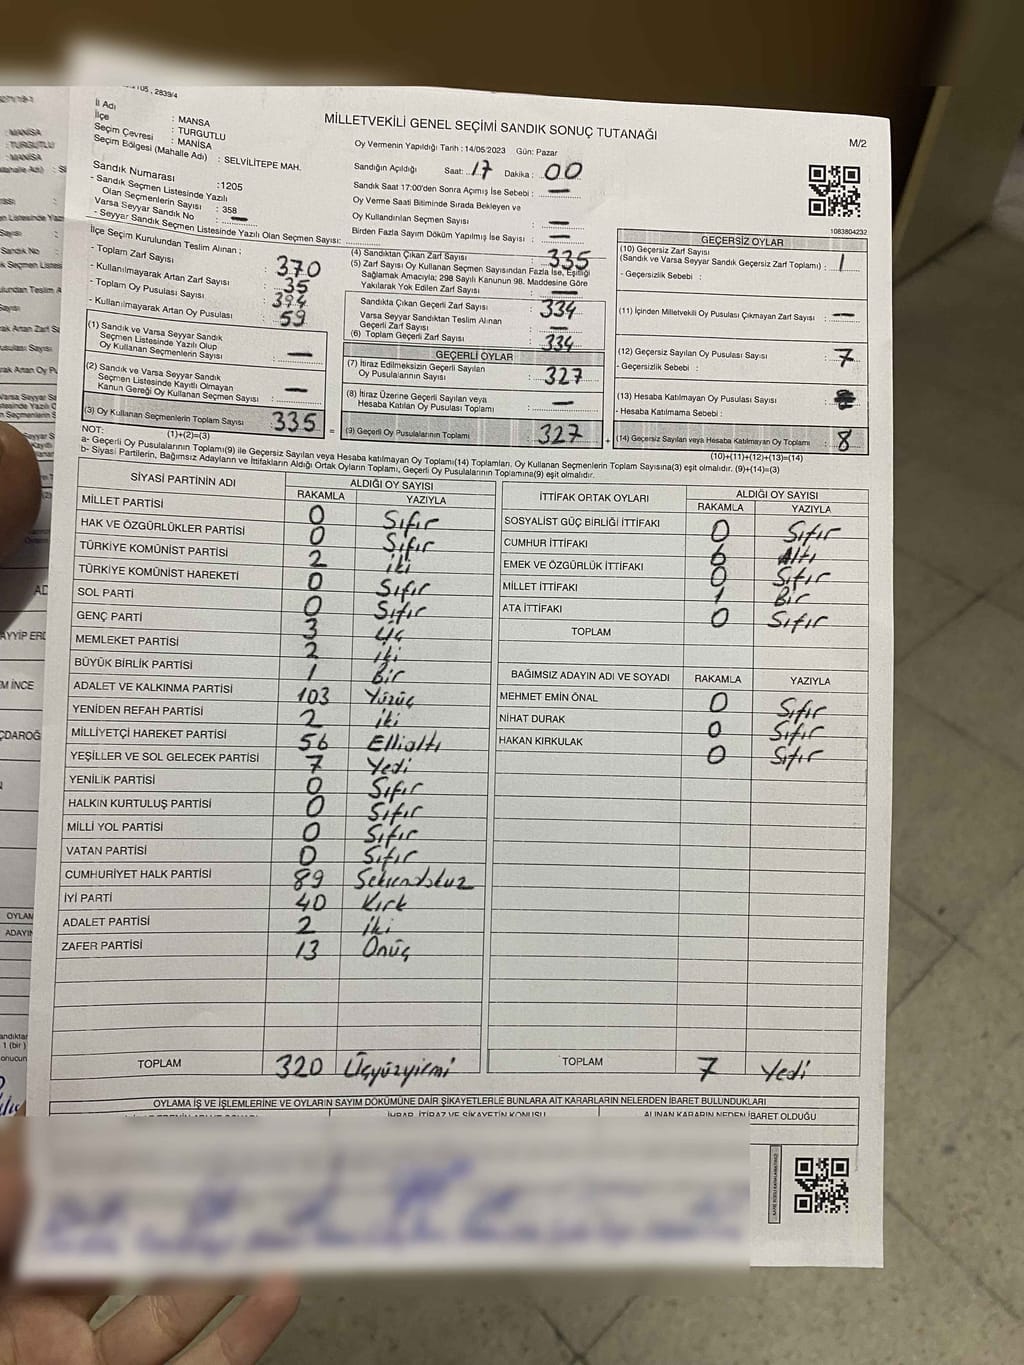 MİLLETVEKİLİ GENEL SEÇİMİ SANDIK SONUÇ TUTANAĞI
M/2
2839/4
İl Adı : MANİSA
İlçe : TURGUTLU
Seçim Çevresi : MANİSA
Seçim Bölgesi (Mahalle Adı) : SELVİLİTEPE MAH.
Sandık Numarası : 1205
- Sandık Seçmen Listesinde Yazılı
Olan Seçmenlerin Sayısı : 358
Varsa Seyyar Sandık No : —
- Seyyar Sandık Seçmen Listesinde Yazılı Olan Seçmen Sayısı:
Oy Vermenin Yapıldığı Tarih : 14/05/2023 Gün: Pazar
Sandığın Açıldığı Saat: 17 Dakika : 00
Sandık Saat 17:00'den Sonra Açımış İse Sebebi : —
Oy Verme Saati Bitiminde Sırada Bekleyen ve
Oy Kullandırılan Seçmen Sayısı : —
Birden Fazla Sayım Döküm Yapılmış İse Sayısı : —
1083804232
İlçe Seçim Kurulundan Teslim Alınan ;
- Toplam Zarf Sayısı : 370
- Kullanılmayarak Artan Zarf Sayısı : 35
- Toplam Oy Pusulası Sayısı : 394
- Kullanılmayarak Artan Oy Pusulası : 59
(1) Sandık ve Varsa Seyyar Sandık
Seçmen Listesinde Yazılı Olup
Oy Kullanan Seçmenlerin Sayısı : —
(2) Sandık ve Varsa Seyyar Sandık
Seçmen Listesinde Kayıtlı Olmayan
Kanun Gereği Oy Kullanan Seçmen Sayısı : —
(3) Oy Kullanan Seçmenlerin Toplam Sayısı : 335
(1)+(2)=(3)
(4) Sandıktan Çıkan Zarf Sayısı : 335
(5) Zarf Sayısı Oy Kullanan Seçmen Sayısından Fazla İse, Eşitliği
Sağlamak Amacıyla; 298 Sayılı Kanunun 98. Maddesine Göre
Yakılarak Yok Edilen Zarf Sayısı : —
Sandıkta Çıkan Geçerli Zarf Sayısı : 334
Varsa Seyyar Sandıktan Teslim Alınan
Geçerli Zarf Sayısı : —
(6) Toplam Geçerli Zarf Sayısı : 334
GEÇERLİ OYLAR
(7) İtiraz Edilmeksizin Geçerli Sayılan
Oy Pusulalarının Sayısı : 327
(8) İtiraz Üzerine Geçerli Sayılan veya
Hesaba Katılan Oy Pusulası Toplamı : —
= (9) Geçerli Oy Pusulalarının Toplamı : 327 +
GEÇERSİZ OYLAR
(10) Geçersiz Zarf Sayısı
(Sandık ve Varsa Seyyar Sandık Geçersiz Zarf Toplamı) : 1
- Geçersizlik Sebebi :
(11) İçinden Milletvekili Oy Pusulası Çıkmayan Zarf Sayısı : —
(12) Geçersiz Sayılan Oy Pusulası Sayısı : 7
- Geçersizlik Sebebi :
(13) Hesaba Katılmayan Oy Pusulası Sayısı :
- Hesaba Katılmama Sebebi :
(14) Geçersiz Sayılan veya Hesaba Katılmayan Oy Toplamı : 8
(10)+(11)+(12)+(13)=(14)
NOT:
a- Geçerli Oy Pusulalarının Toplamı(9) ile Geçersiz Sayılan veya Hesaba Katılmayan Oy Toplamı(14) Toplamları, Oy Kullanan Seçmenlerin Toplam Sayısına(3) eşit olmalıdır. (9)+(14)=(3)
b- Siyasi Partilerin, Bağımsız Adayların ve İttifakların Aldığı Ortak Oyların Toplamı, Geçerli Oy Pusulalarının Toplamına(9) eşit olmalıdır.
SİYASİ PARTİNİN ADI ALDIĞI OY SAYISI
RAKAMLA YAZIYLA
MİLLET PARTİSİ 0 Sıfır
HAK VE ÖZGÜRLÜKLER PARTİSİ 0 Sıfır
TÜRKİYE KOMÜNİST PARTİSİ 2 iki
TÜRKİYE KOMÜNİST HAREKETİ 0 Sıfır
SOL PARTİ 0 Sıfır
GENÇ PARTİ 3 üç
MEMLEKET PARTİSİ 2 iki
BÜYÜK BİRLİK PARTİSİ 1 Bir
ADALET VE KALKINMA PARTİSİ 103 Yüzüç
YENİDEN REFAH PARTİSİ 2 iki
MİLLİYETÇİ HAREKET PARTİSİ 56 Ellialtı
YEŞİLLER VE SOL GELECEK PARTİSİ 7 Yedi
YENİLİK PARTİSİ 0 Sıfır
HALKIN KURTULUŞ PARTİSİ 0 Sıfır
MİLLİ YOL PARTİSİ 0 Sıfır
VATAN PARTİSİ 0 Sıfır
CUMHURİYET HALK PARTİSİ 89 Seksendokuz
İYİ PARTİ 40 Kırk
ADALET PARTİSİ 2 iki
ZAFER PARTİSİ 13 Onüç
TOPLAM 320 Üçyüzyirmi
İTTİFAK ORTAK OYLARI ALDIĞI OY SAYISI
RAKAMLA YAZIYLA
SOSYALİST GÜÇ BİRLİĞİ İTTİFAKI 0 Sıfır
CUMHUR İTTİFAKI 6 Altı
EMEK VE ÖZGÜRLÜK İTTİFAKI 0 Sıfır
MİLLET İTTİFAKI 1 Bir
ATA İTTİFAKI 0 Sıfır
TOPLAM
BAĞIMSIZ ADAYIN ADI VE SOYADI RAKAMLA YAZIYLA
MEHMET EMİN ÖNAL 0 Sıfır
NİHAT DURAK 0 Sıfır
HAKAN KIRKULAK 0 Sıfır
TOPLAM 7 Yedi
OYLAMA İŞ VE İŞLEMLERİNE VE OYLARIN SAYIM DÖKÜMÜNE DAİR ŞİKAYETLERLE BUNLARA AİT KARARLARIN NELERDEN İBARET BULUNDUKLARI
İHBAR, İTİRAZ VE ŞİKAYETİN KONUSU
ALINAN KARARIN NEDEN İBARET OLDUĞU